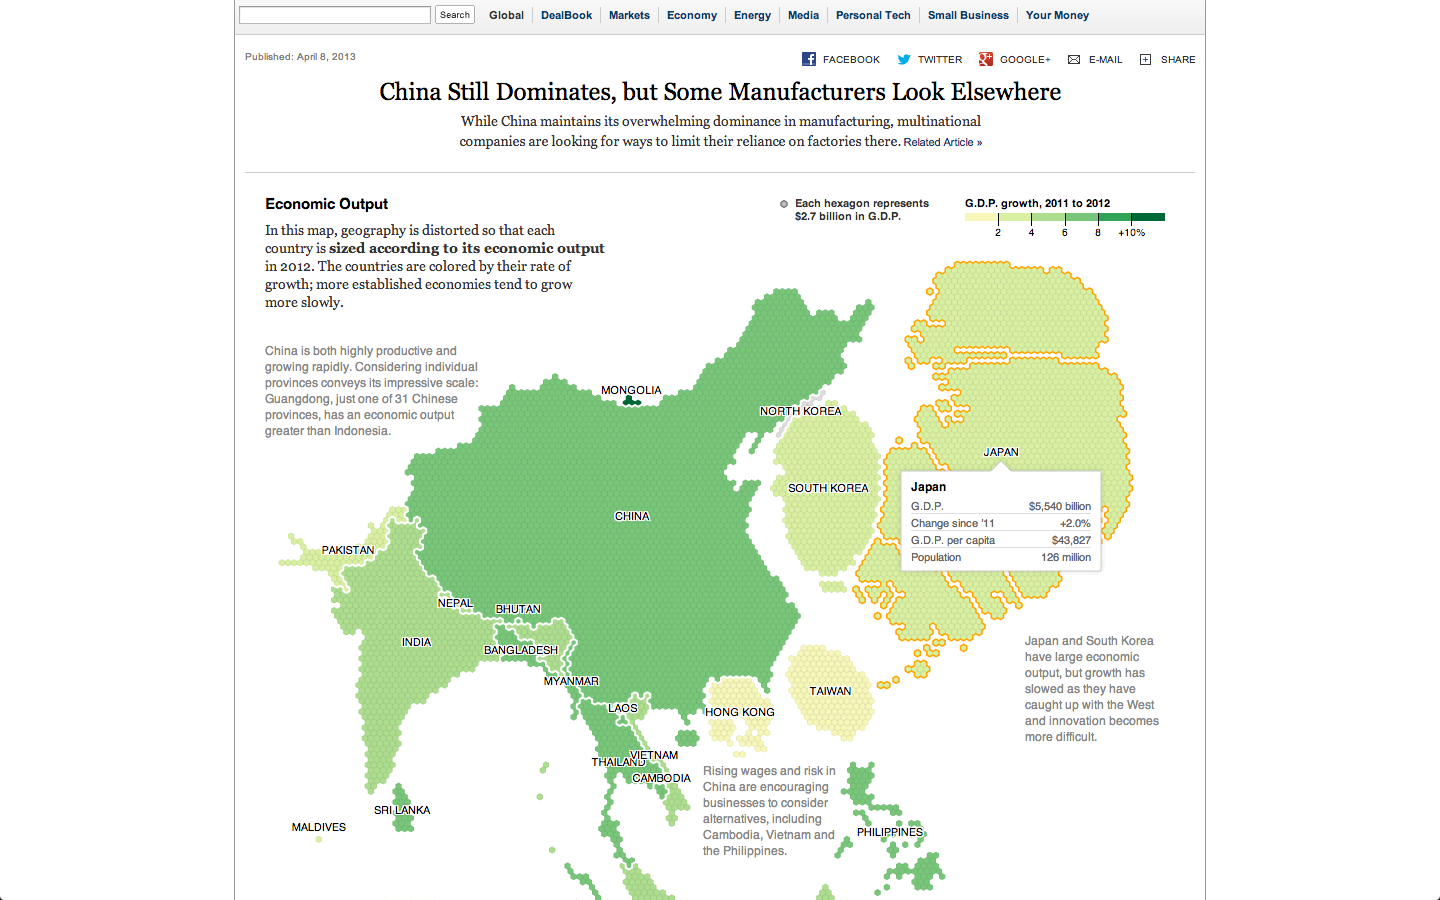 Search
Global
DealBook
Markets
Economy
Energy
Media
Personal Tech
Small Business
Your Money
Published: April 8, 2013
FACEBOOK
TWITTER
GOOGLE+
E-MAIL
SHARE
China Still Dominates, but Some Manufacturers Look Elsewhere
While China maintains its overwhelming dominance in manufacturing, multinational
companies are looking for ways to limit their reliance on factories there. Related Article »
Economic Output
In this map, geography is distorted so that each
country is sized according to its economic output
in 2012. The countries are colored by their rate of
growth; more established economies tend to grow
more slowly.
Each hexagon represents
$2.7 billion in G.D.P.
G.D.P. growth, 2011 to 2012
2 4 6 8 +10%
China is both highly productive and
growing rapidly. Considering individual
provinces conveys its impressive scale:
Guangdong, just one of 31 Chinese
provinces, has an economic output
greater than Indonesia.
MONGOLIA
NORTH KOREA
JAPAN
SOUTH KOREA
Japan
G.D.P. $5,540 billion
Change since '11 +2.0%
G.D.P. per capita $43,827
Population 126 million
CHINA
PAKISTAN
NEPAL
BHUTAN
INDIA
BANGLADESH
MYANMAR
TAIWAN
LAOS
HONG KONG
Japan and South Korea
have large economic
output, but growth has
slowed as they have
caught up with the West
and innovation becomes
more difficult.
VIETNAM
THAILAND
CAMBODIA
Rising wages and risk in
China are encouraging
businesses to consider
alternatives, including
Cambodia, Vietnam and
the Philippines.
SRI LANKA
MALDIVES
PHILIPPINES